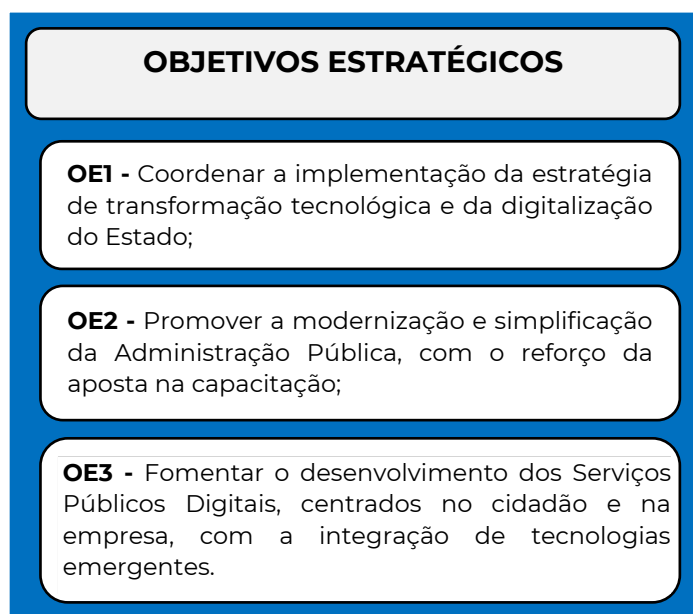 OBJETIVOS ESTRATÉGICOS
OE1 - Coordenar a implementação da estratégia
de transformação tecnológica e da digitalização
do Estado;
OE2 - Promover a modernização e simplificação
da Administração Pública, com o reforço da
aposta na capacitação;
OE3 - Fomentar o desenvolvimento dos Serviços
Públicos Digitais, centrados no cidadão e na
empresa, com a integração de tecnologias
emergentes.